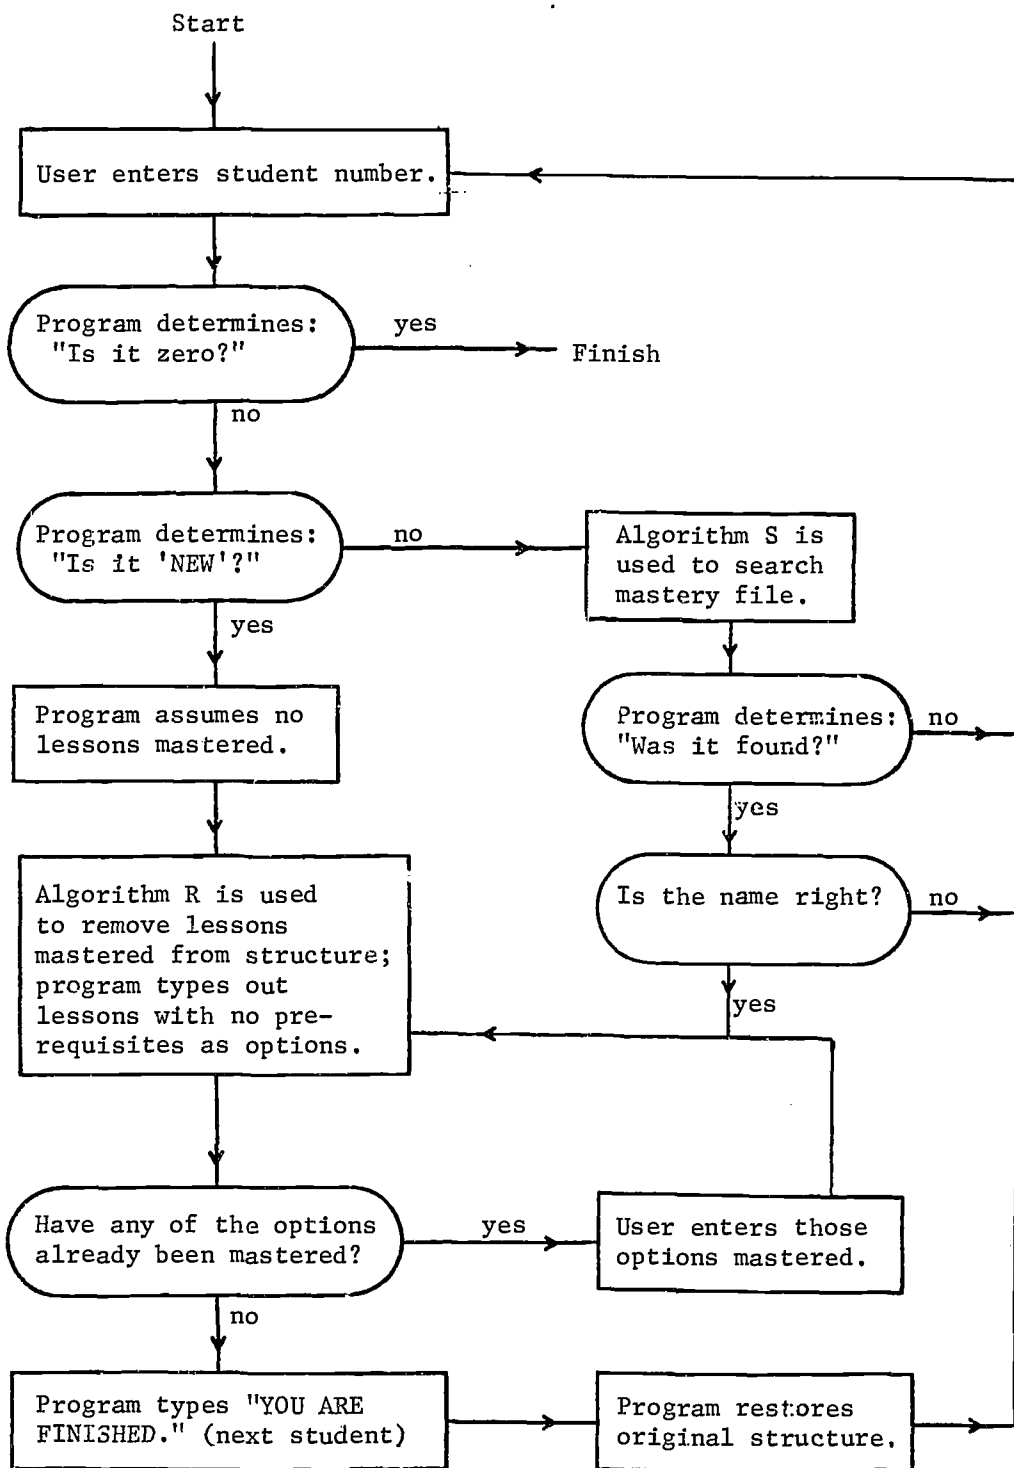 Start
User enters student number.
Program determines:
"Is it zero?"
yes
Finish
no
Program determines:
"Is it 'NEW'?"
no
Algorithm S is
used to search
mastery file.
yes
Program assumes no
lessons mastered.
Program determines:
"Was it found?"
no
yes
Is the name right?
no
yes
Algorithm R is used
to remove lessons
mastered from structure;
program types out
lessons with no pre-
requisites as options.
Have any of the options
already been mastered?
yes
User enters those
options mastered.
no
Program types "YOU ARE
FINISHED." (next student)
Program restores
original structure.